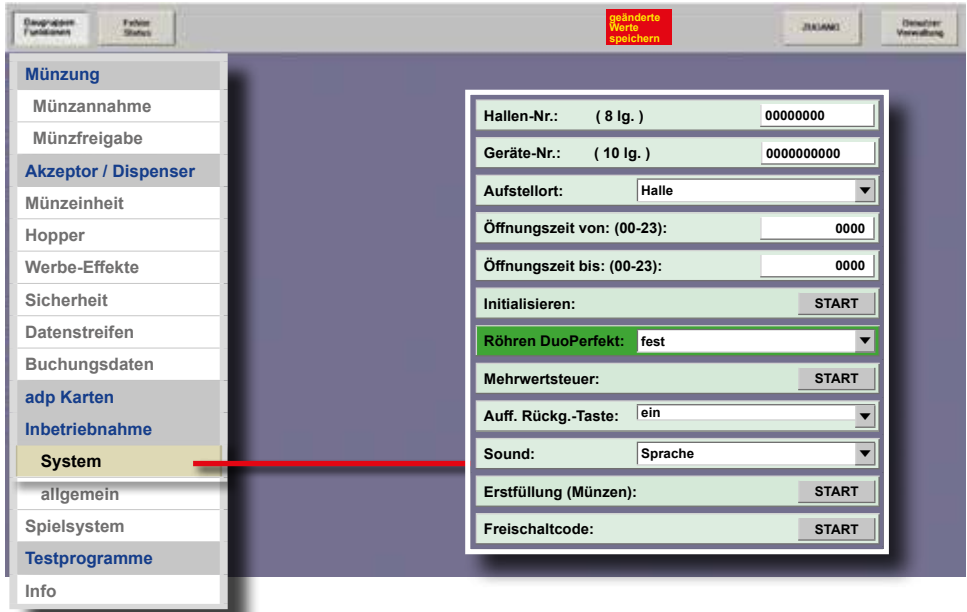 Baugruppen
Funktionen
Fehler
Status
geänderte
Werte
speichern
ZUGANG
Benutzer
Verwaltung
Münzung
Münzannahme
Münzfreigabe
Akzeptor / Dispenser
Münzeinheit
Hopper
Werbe-Effekte
Sicherheit
Datenstreifen
Buchungsdaten
adp Karten
Inbetriebnahme
System
allgemein
Spielsystem
Testprogramme
Info
Hallen-Nr.: ( 8 lg. ) 00000000
Geräte-Nr.: ( 10 lg. ) 0000000000
Aufstellort: Halle
Öffnungszeit von: (00-23): 0000
Öffnungszeit bis: (00-23): 0000
Initialisieren: START
Röhren DuoPerfekt: fest
Mehrwertsteuer: START
Auff. Rückg.-Taste: ein
Sound: Sprache
Erstfüllung (Münzen): START
Freischaltcode: START